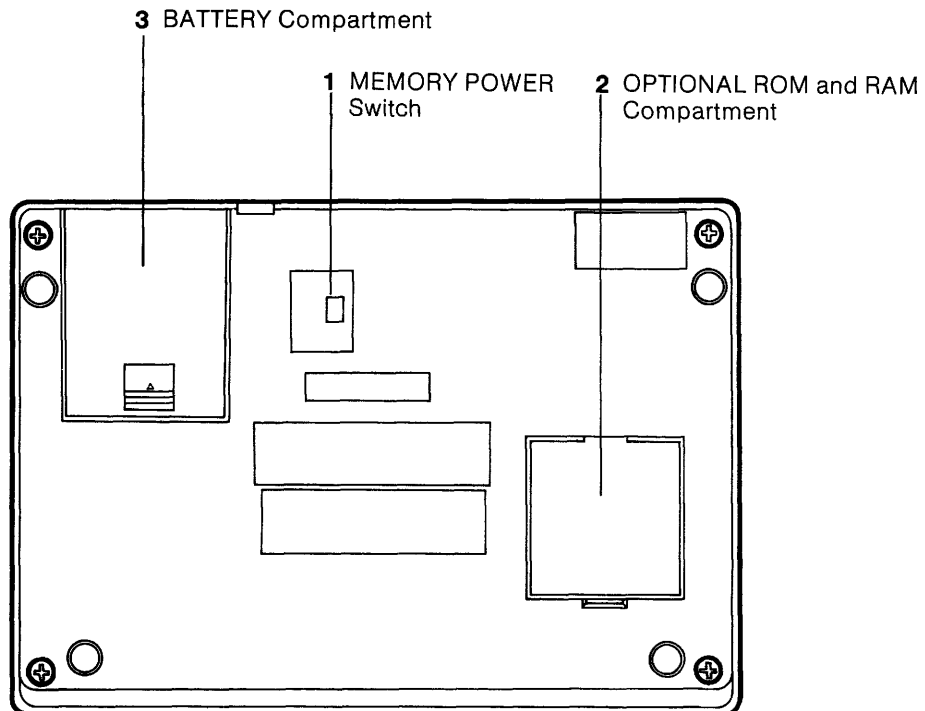 3 BATTERY Compartment
1 MEMORY POWER
Switch
2 OPTIONAL ROM and RAM
Compartment